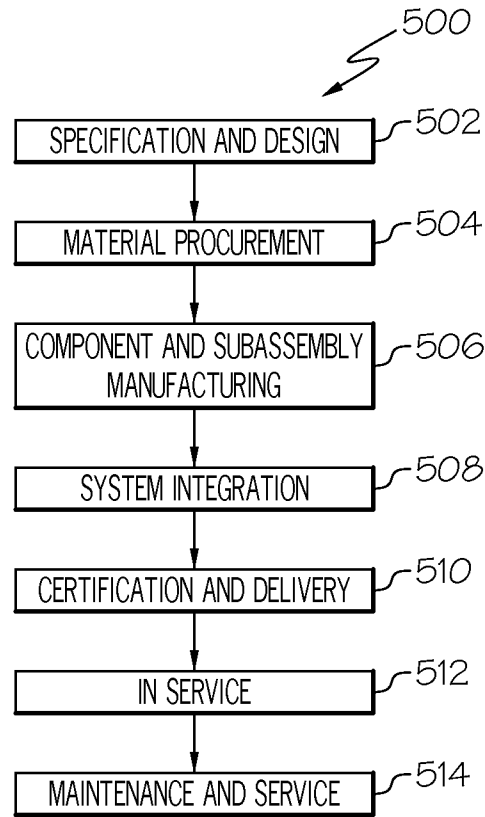 500
SPECIFICATION AND DESIGN
502
MATERIAL PROCUREMENT
504
COMPONENT AND SUBASSEMBLY
MANUFACTURING
506
SYSTEM INTEGRATION
508
CERTIFICATION AND DELIVERY
510
IN SERVICE
512
MAINTENANCE AND SERVICE
514